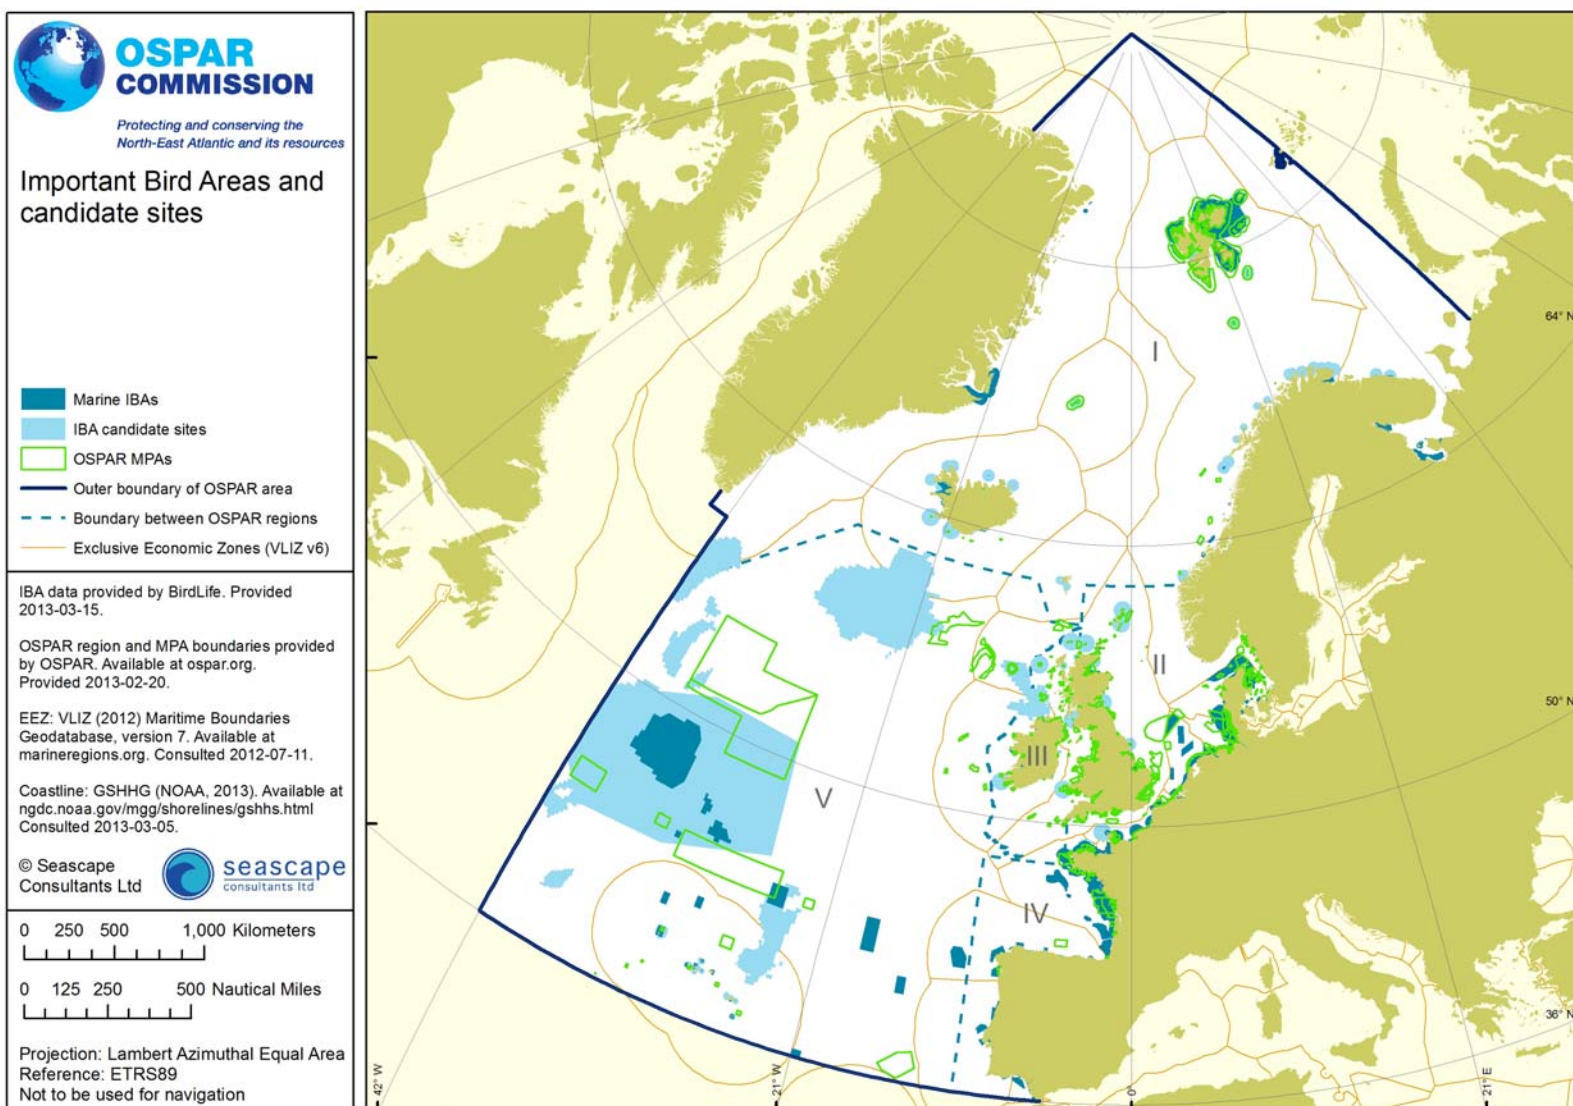 OSPAR
COMMISSION
Protecting and conserving the
North-East Atlantic and its resources
Important Bird Areas and
candidate sites
Marine IBAs
IBA candidate sites
OSPAR MPAs
Outer boundary of OSPAR area
Boundary between OSPAR regions
Exclusive Economic Zones (VLIZ v6)
IBA data provided by BirdLife. Provided
2013-03-15.
OSPAR region and MPA boundaries provided
by OSPAR. Available at ospar.org.
Provided 2013-02-20.
EEZ: VLIZ (2012) Maritime Boundaries
Geodatabase, version 7. Available at
marineregions.org. Consulted 2012-07-11.
Coastline: GSHHG (NOAA, 2013). Available at
ngdc.noaa.gov/mgg/shorelines/gshhs.html
Consulted 2013-03-05.
© Seascape
Consultants Ltd
seascape
consultants ltd
0 250 500 1,000 Kilometers
0 125 250 500 Nautical Miles
Projection: Lambert Azimuthal Equal Area
Reference: ETRS89
Not to be used for navigation
I
II
III
IV
V
64° N
50° N
36° N
42° W
21° W
0°
21° E